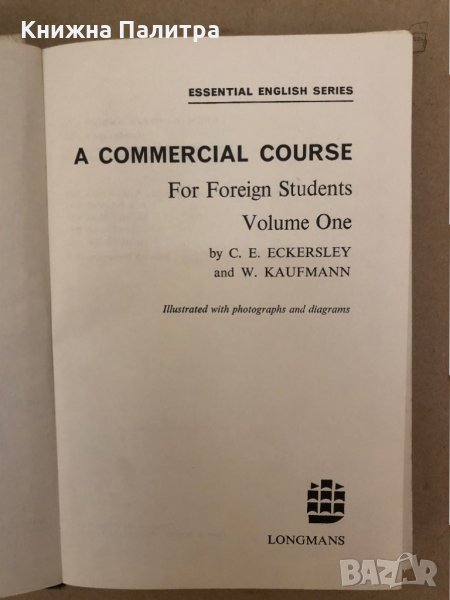 Книжна Палитра
ESSENTIAL ENGLISH SERIES
A COMMERCIAL COURSE
For Foreign Students
Volume One
by C. E. ECKERSLEY
and W. KAUFMANN
Illustrated with photographs and diagrams
LONGMANS
BAZAR